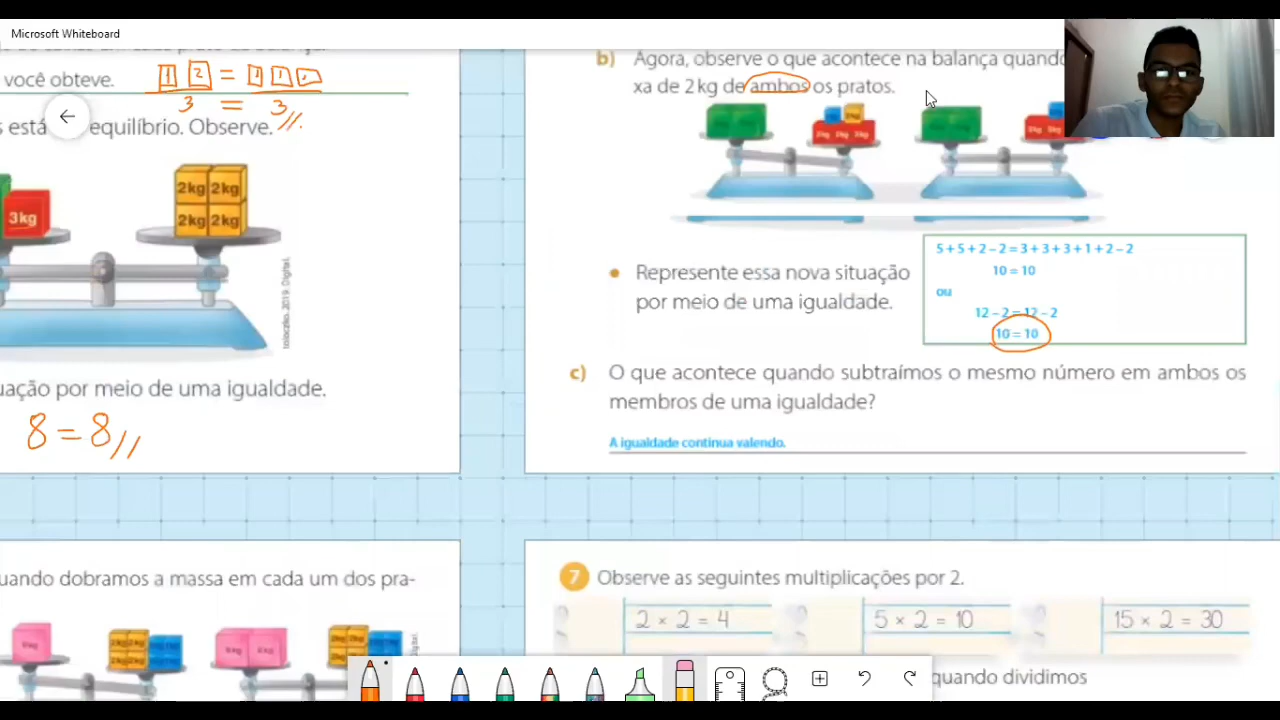 Microsoft Whiteboard
você obteve.
1 2 =
3 = 3
s está equilíbrio. Observe.
3kg
2kg 2kg
2kg 2kg
uação por meio de uma igualdade.
8 = 8
b) Agora, observe o que acontece na balança quando
xa de 2 kg de ambos os pratos.
3kg 3kg 3kg
• Represente essa nova situação
por meio de uma igualdade.
5 + 5 + 2 – 2 = 3 + 3 + 3 + 1 + 2 – 2
10 = 10
ou
12 – 2 = 12 – 2
10 = 10
c) O que acontece quando subtraímos o mesmo número em ambos os
membros de uma igualdade?
A igualdade continua valendo.
uando dobramos a massa em cada um dos pra-
7 Observe as seguintes multiplicações por 2.
2 × 2 = 4
5 × 2 = 10
15 × 2 = 30
quando dividimos